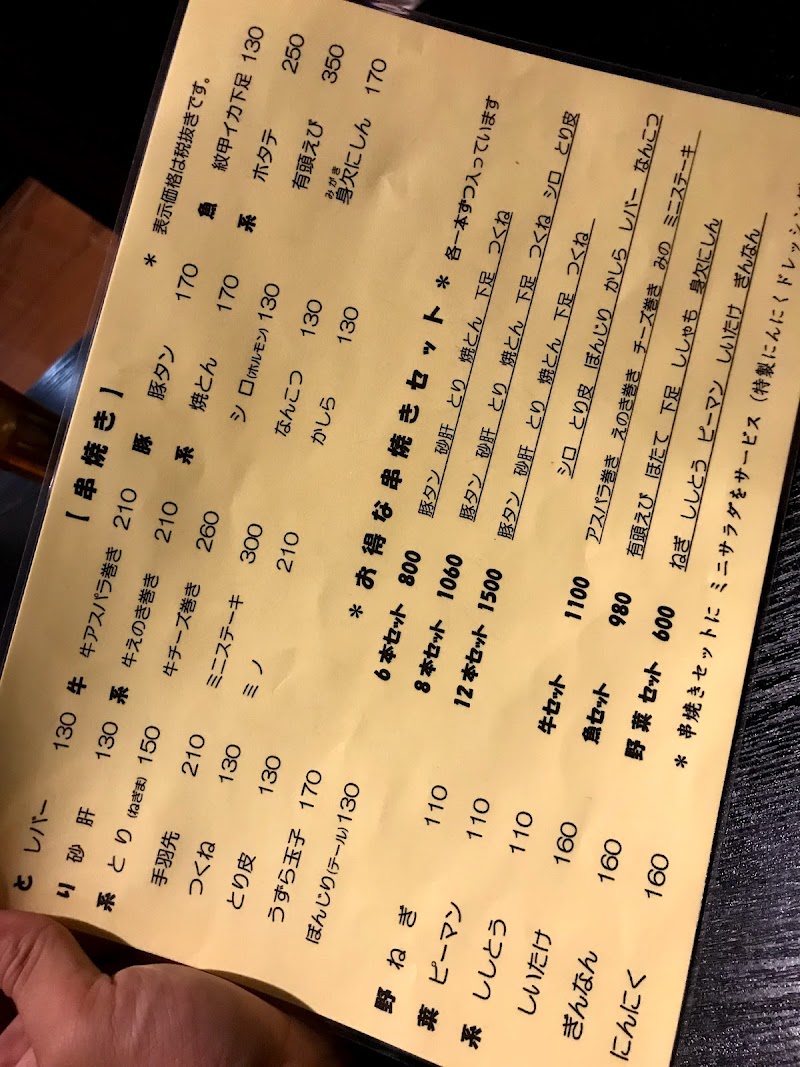 【串焼き】
＊ 表示価格は税抜きです。
とり系
レバー 130
砂肝 130
とり(ねぎま) 150
手羽先 210
つくね 130
とり皮 130
うずら玉子 170
ぼんじり(テール) 130
牛系
牛アスパラ巻き 210
牛えのき巻き 210
牛チーズ巻き 260
ミニステーキ 300
ミノ 210
豚系
豚タン 170
焼とん 170
シロ(ホルモン) 130
なんこつ 130
かしら 130
魚系
紋甲イカ下足 130
ホタテ 250
有頭えび 350
身欠にしん 170
みがき
野菜系
ねぎ 110
ピーマン 110
ししとう 110
しいたけ 160
ぎんなん 160
にんにく 160
＊お得な串焼きセット＊ 各一本ずつ入っています
6本セット 800 豚タン 砂肝 とり 焼とん 下足 つくね
8本セット 1060 豚タン 砂肝 とり 焼とん 下足 つくね シロ とり皮
12本セット 1500 豚タン 砂肝 とり 焼とん 下足 つくね
シロ とり皮 ぼんじり かしら レバー なんこつ
牛セット 1100 アスパラ巻き えのき巻き チーズ巻き みの ミニステーキ
魚セット 980 有頭えび ほたて 下足 ししゃも 身欠にしん
野菜セット 600 ねぎ ししとう ピーマン しいたけ ぎんなん
＊ 串焼きセットに ミニサラダをサービス (特製にんにくドレッシン